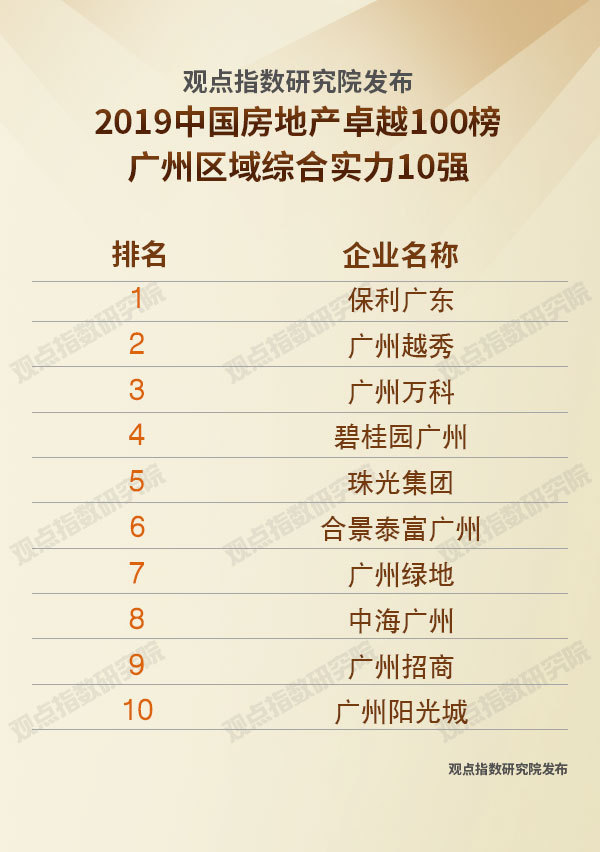 观点指数研究院发布
2019中国房地产卓越100榜
广州区域综合实力10强
排名 企业名称
1 保利广东
2 广州越秀
3 广州万科
4 碧桂园广州
5 珠光集团
6 合景泰富广州
7 广州绿地
8 中海广州
9 广州招商
10 广州阳光城
观点指数研究院发布
观点指数研究院 观点指数研究院 观点指数研究院
观点指数研究院 观点指数研究院 观点指数研究院
观点指数研究院 观点指数研究院 观点指数研究院